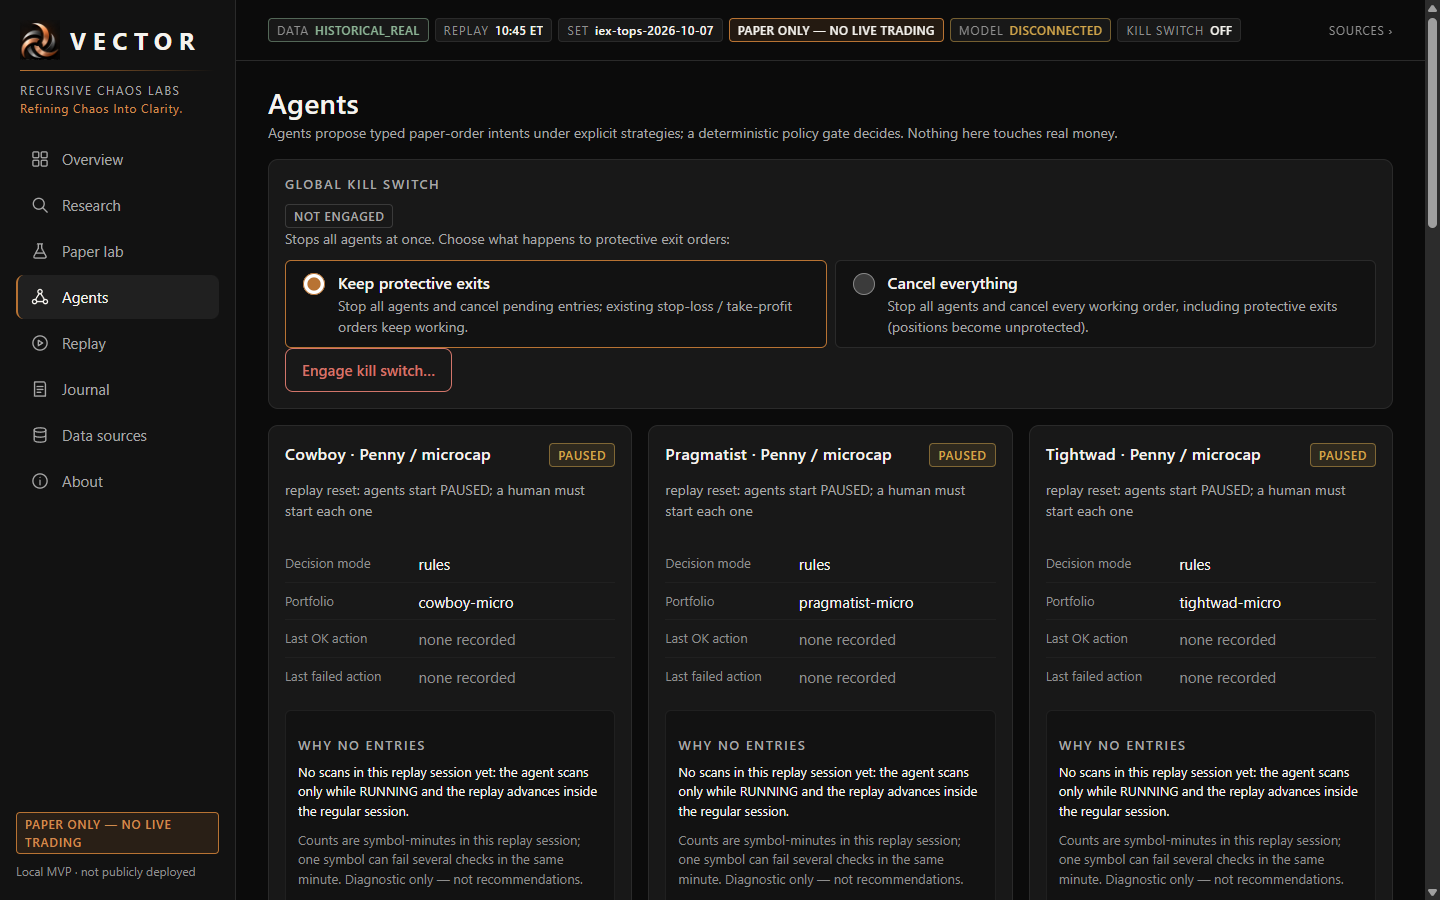 VECTOR
RECURSIVE CHAOS LABS
Refining Chaos Into Clarity.
Overview
Research
Paper lab
Agents
Replay
Journal
Data sources
About
PAPER ONLY — NO LIVE
TRADING
Local MVP · not publicly deployed
DATA HISTORICAL_REAL
REPLAY 10:45 ET
SET iex-tops-2026-10-07
PAPER ONLY — NO LIVE TRADING
MODEL DISCONNECTED
KILL SWITCH OFF
SOURCES ›
Agents
Agents propose typed paper-order intents under explicit strategies; a deterministic policy gate decides. Nothing here touches real money.
GLOBAL KILL SWITCH
NOT ENGAGED
Stops all agents at once. Choose what happens to protective exit orders:
Keep protective exits
Stop all agents and cancel pending entries; existing stop-loss / take-profit
orders keep working.
Cancel everything
Stop all agents and cancel every working order, including protective exits
(positions become unprotected).
Engage kill switch...
Cowboy · Penny / microcap
PAUSED
replay reset: agents start PAUSED; a human must
start each one
Decision mode rules
Portfolio cowboy-micro
Last OK action none recorded
Last failed action none recorded
WHY NO ENTRIES
No scans in this replay session yet: the agent scans
only while RUNNING and the replay advances inside
the regular session.
Counts are symbol-minutes in this replay session;
one symbol can fail several checks in the same
minute. Diagnostic only — not recommendations.
Pragmatist · Penny / microcap
PAUSED
replay reset: agents start PAUSED; a human must
start each one
Decision mode rules
Portfolio pragmatist-micro
Last OK action none recorded
Last failed action none recorded
WHY NO ENTRIES
No scans in this replay session yet: the agent scans
only while RUNNING and the replay advances inside
the regular session.
Counts are symbol-minutes in this replay session;
one symbol can fail several checks in the same
minute. Diagnostic only — not recommendations.
Tightwad · Penny / microcap
PAUSED
replay reset: agents start PAUSED; a human must
start each one
Decision mode rules
Portfolio tightwad-micro
Last OK action none recorded
Last failed action none recorded
WHY NO ENTRIES
No scans in this replay session yet: the agent scans
only while RUNNING and the replay advances inside
the regular session.
Counts are symbol-minutes in this replay session;
one symbol can fail several checks in the same
minute. Diagnostic only — not recommendations.